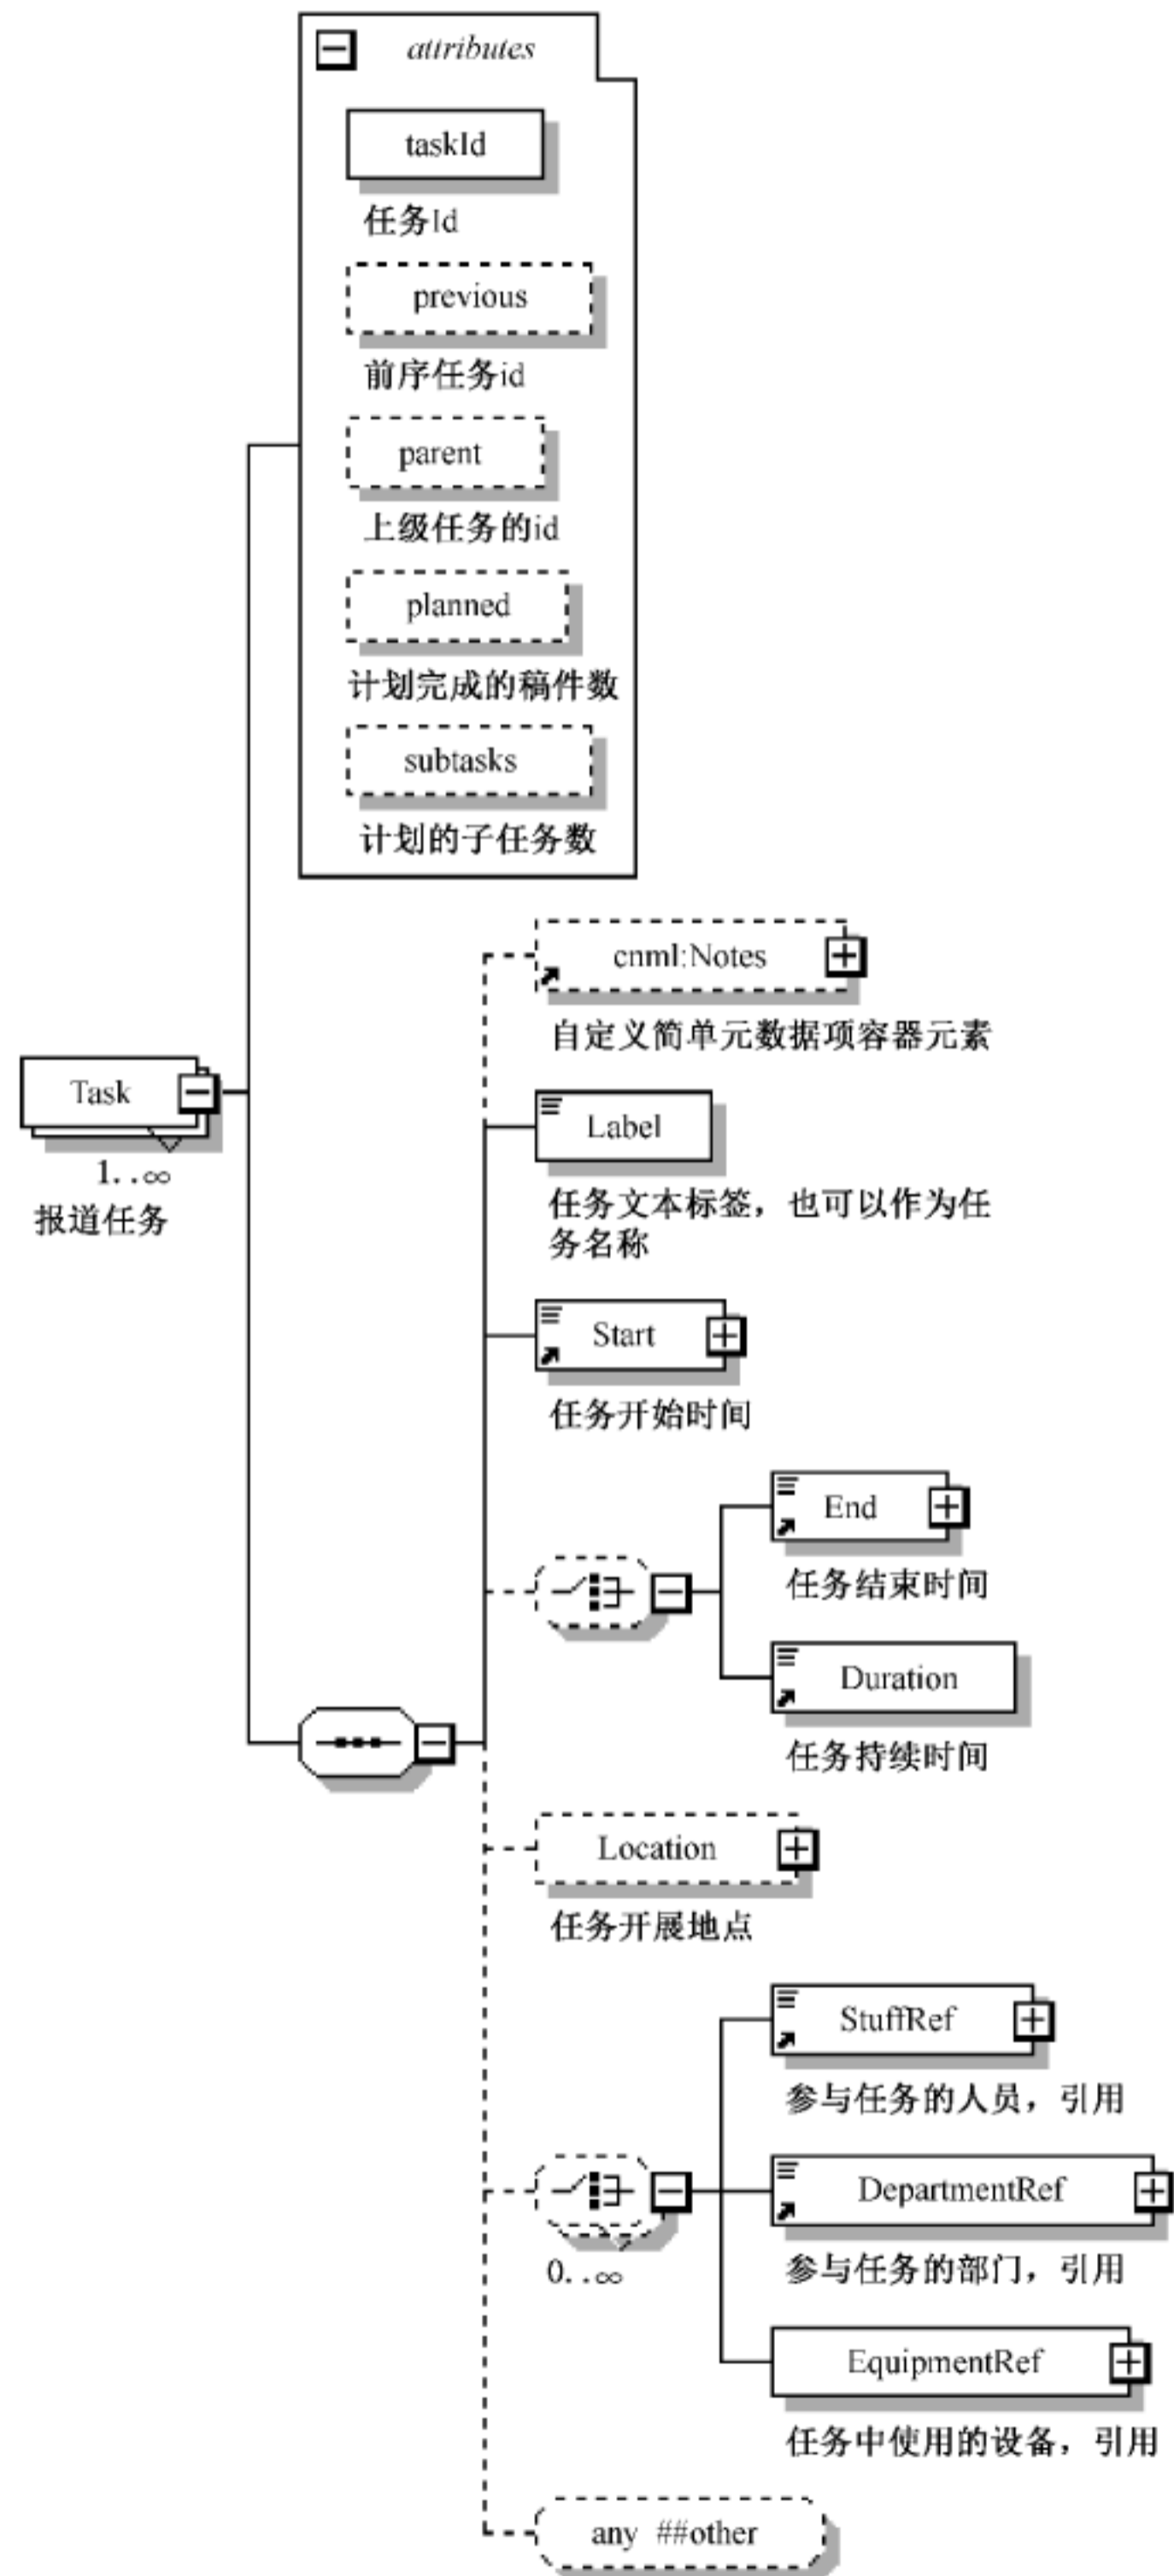 attributes
taskId
任务Id
previous
前序任务id
parent
上级任务的id
planned
计划完成的稿件数
subtasks
计划的子任务数
cnml:Notes
自定义简单元数据项容器元素
Task
1..∞
报道任务
Label
任务文本标签，也可以作为任
务名称
Start
任务开始时间
End
任务结束时间
Duration
任务持续时间
Location
任务开展地点
StuffRef
参与任务的人员，引用
DepartmentRef
参与任务的部门，引用
0..∞
EquipmentRef
任务中使用的设备，引用
any ##other